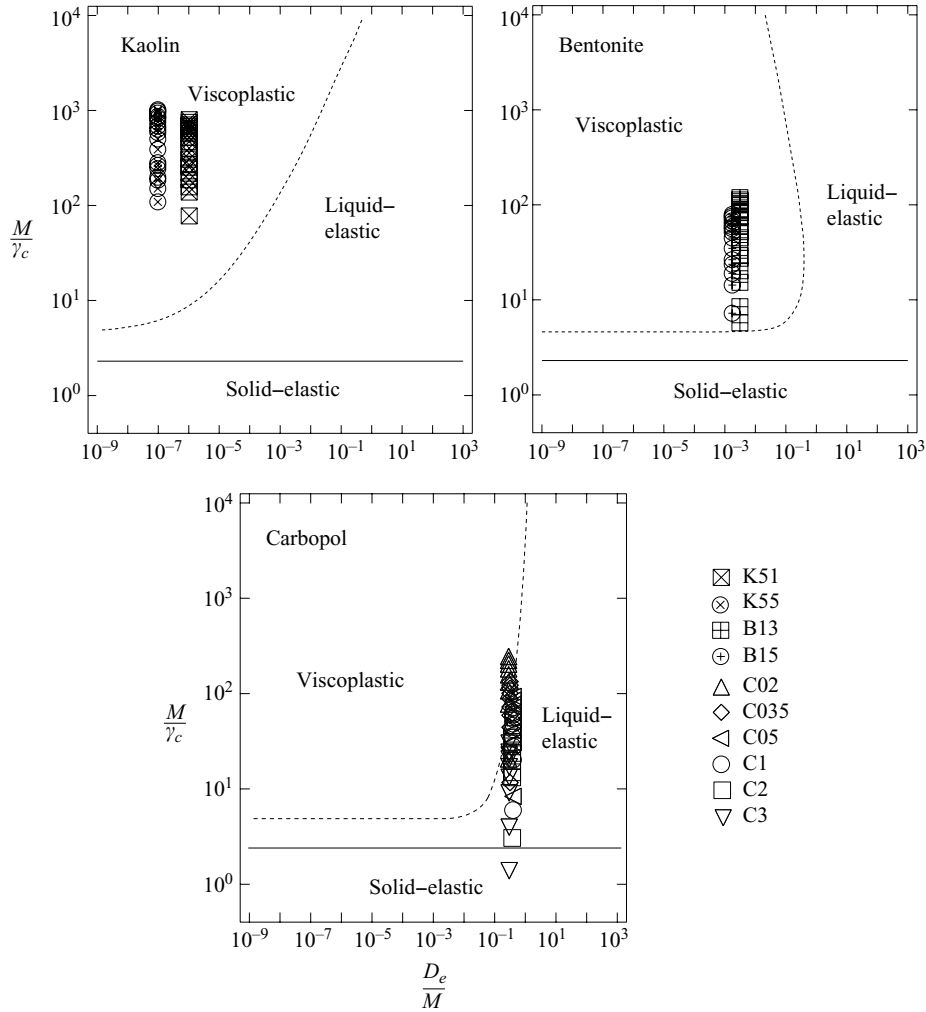 10^4
10^3
10^2
10^1
10^0
M/γ_c
Kaolin
Viscoplastic
Liquid–
elastic
Solid–elastic
10^–9 10^–7 10^–5 10^–3 10^–1 10^1 10^3
10^4
10^3
10^2
10^1
10^0
Bentonite
Viscoplastic
Liquid–
elastic
Solid–elastic
10^–9 10^–7 10^–5 10^–3 10^–1 10^1 10^3
10^4
10^3
10^2
10^1
10^0
M/γ_c
Carbopol
Viscoplastic
Liquid–
elastic
Solid–elastic
10^–9 10^–7 10^–5 10^–3 10^–1 10^1 10^3
D_e/M
K51
K55
B13
B15
C02
C035
C05
C1
C2
C3